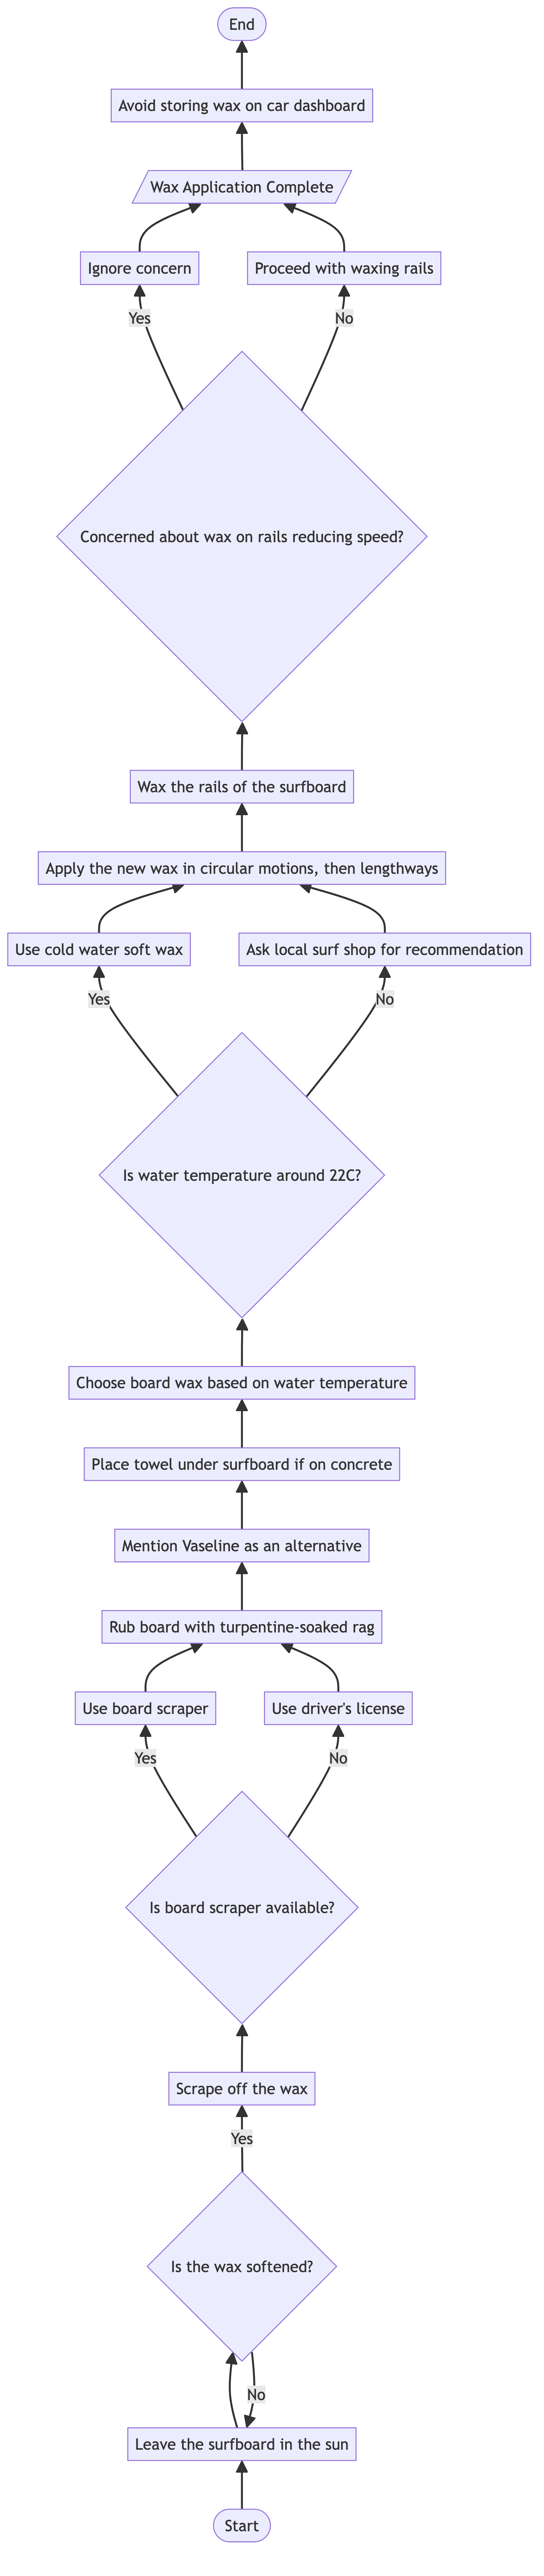 End
Avoid storing wax on car dashboard
Wax Application Complete
Ignore concern
Proceed with waxing rails
Yes
No
Concerned about wax on rails reducing speed?
Wax the rails of the surfboard
Apply the new wax in circular motions, then lengthways
Use cold water soft wax
Ask local surf shop for recommendation
Yes
No
Is water temperature around 22C?
Choose board wax based on water temperature
Place towel under surfboard if on concrete
Mention Vaseline as an alternative
Rub board with turpentine-soaked rag
Use board scraper
Use driver's license
Yes
No
Is board scraper available?
Scrape off the wax
Yes
Is the wax softened?
No
Leave the surfboard in the sun
Start